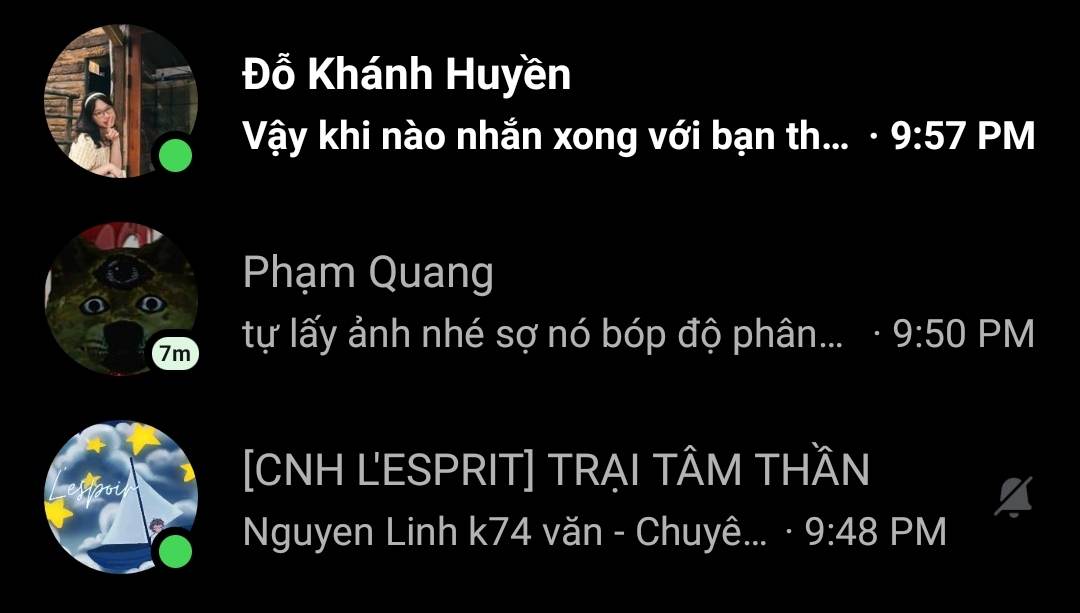 Đỗ Khánh Huyền
Vậy khi nào nhắn xong với bạn th... · 9:57 PM
Phạm Quang
tự lấy ảnh nhé sợ nó bóp độ phân... · 9:50 PM
7m
[CNH L'ESPRIT] TRẠI TÂM THẦN
L'espoir
Nguyen Linh k74 văn - Chuyê... · 9:48 PM